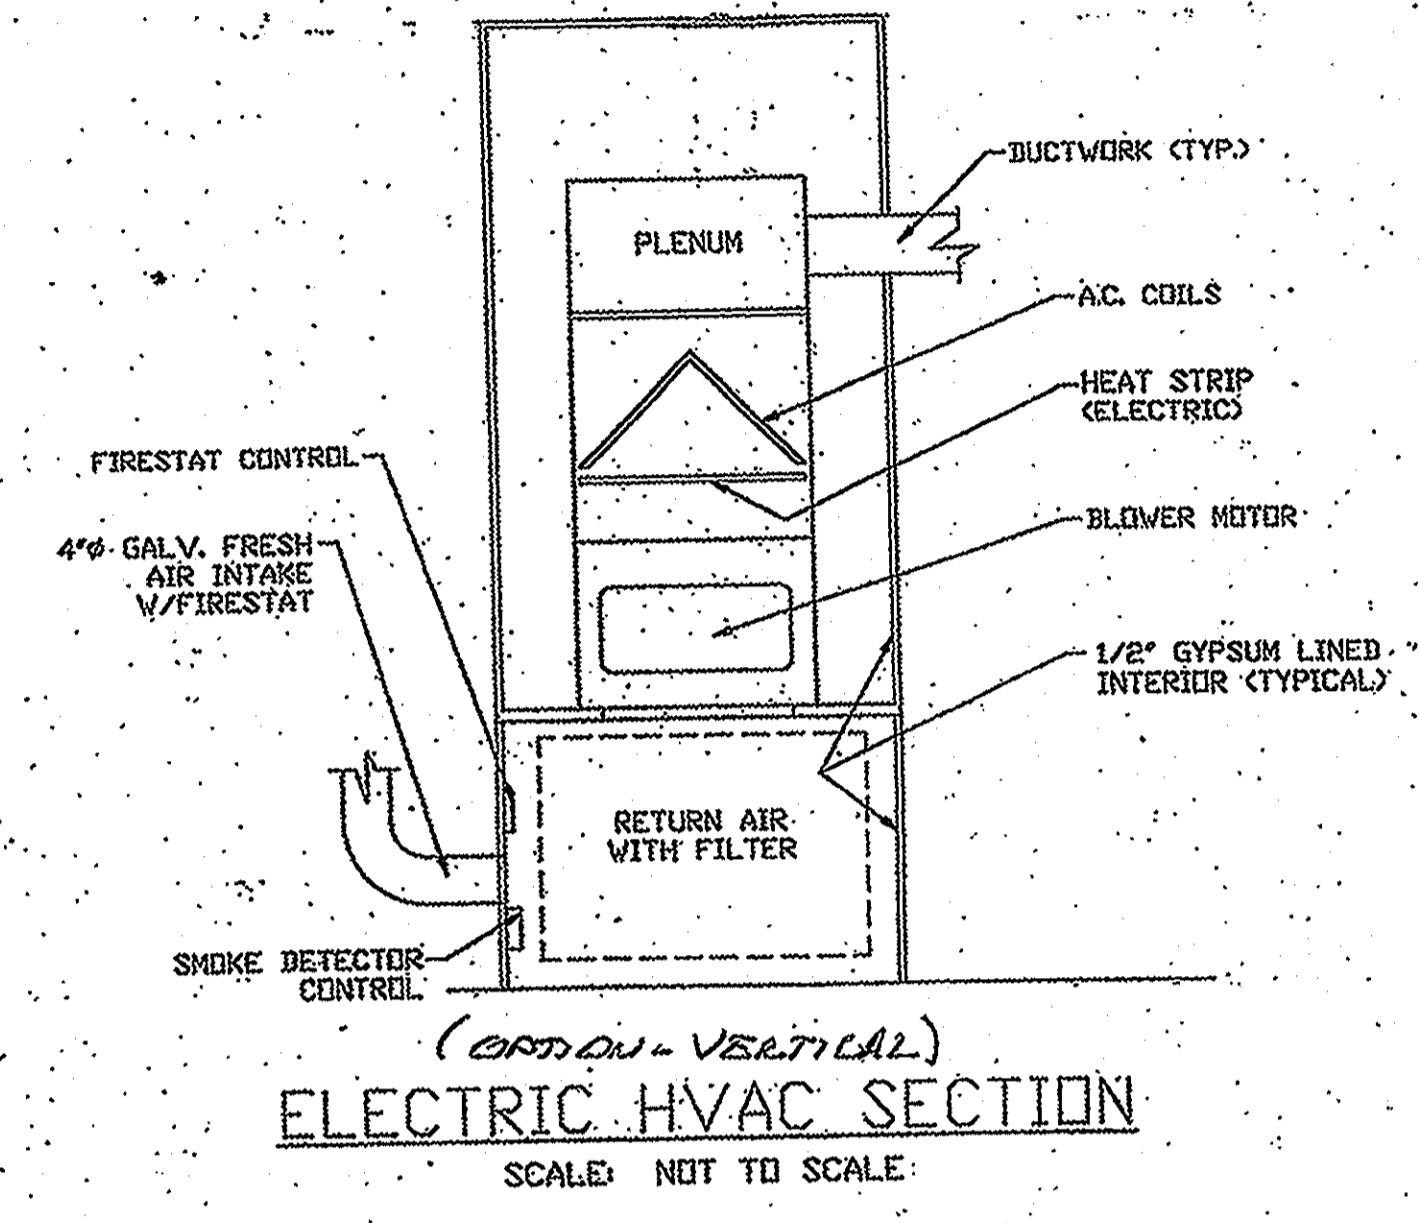 DUCTWORK (TYP.)
PLENUM
A.C. COILS
HEAT STRIP
(ELECTRIC)
FIRESTAT CONTROL
BLOWER MOTOR
4"ø GALV. FRESH
AIR INTAKE
W/FIRESTAT
1/2" GYPSUM LINED
INTERIOR (TYPICAL)
RETURN AIR
WITH FILTER
SMOKE DETECTOR
CONTROL
(OPTION - VERTICAL)
ELECTRIC HVAC SECTION
SCALE: NOT TO SCALE